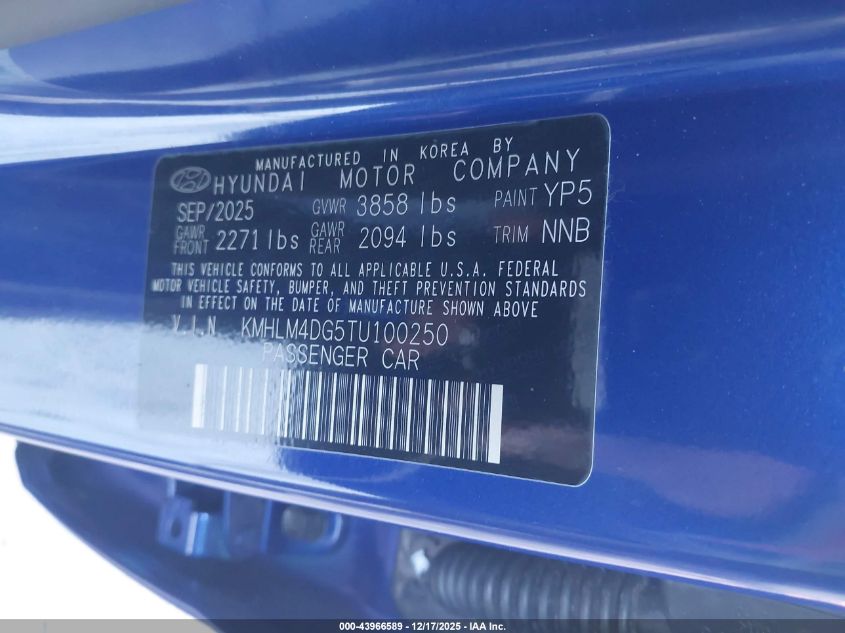 MANUFACTURED IN KOREA BY
HYUNDAI MOTOR COMPANY
SEP/2025 GVWR 3858 lbs PAINT YP5
GAWR FRONT 2271 lbs GAWR REAR 2094 lbs TRIM NNB
THIS VEHICLE CONFORMS TO ALL APPLICABLE U.S.A. FEDERAL
MOTOR VEHICLE SAFETY, BUMPER, AND THEFT PREVENTION STANDARDS
IN EFFECT ON THE DATE OF MANUFACTURE SHOWN ABOVE
V.I.N KMHLM4DG5TU100250
PASSENGER CAR
000-43966589 - 12/17/2025 - IAA Inc.